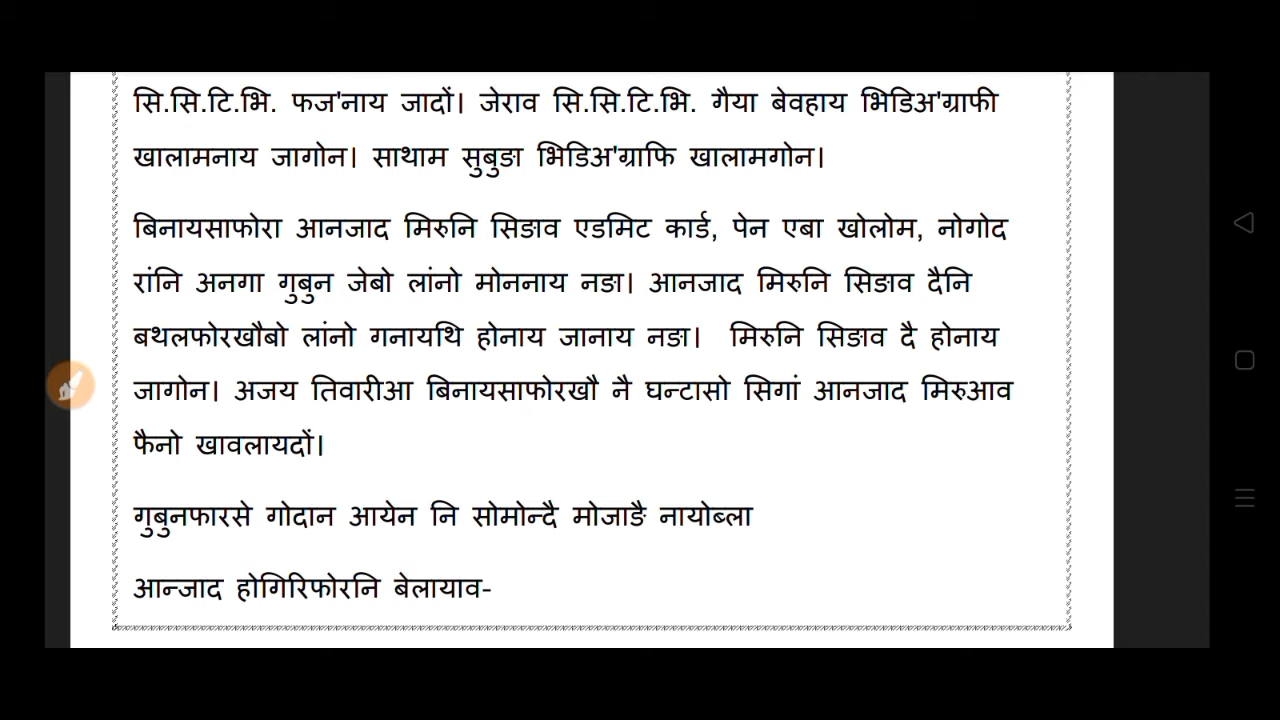 सि.सि.टि.भि. फज'नाय जादों। जेराव सि.सि.टि.भि. गैया बेवहाय भिडिअ'ग्राफी
खालामनाय जागोन। साथाम सुबुङा भिडिअ'ग्राफि खालामगोन।
बिनायसाफोरा आनजाद मिरुनि सिङाव एडमिट कार्ड, पेन एबा खोलोम, नोगोद
रांनि अनगा गुबुन जेबो लांनो मोननाय नङा। आनजाद मिरुनि सिङाव दैनि
बथलफोरखौबो लांनो गनायथि होनाय जानाय नङा। मिरुनि सिङाव दै होनाय
जागोन। अजय तिवारीआ बिनायसाफोरखौ नै घन्टासो सिगां आनजाद मिरुआव
फैनो खावलायदों।
गुबुनफारसे गोदान आयेन नि सोमोन्दै मोजाङै नायोब्ला
आन्जाद होगिरिफोरनि बेलायाव-